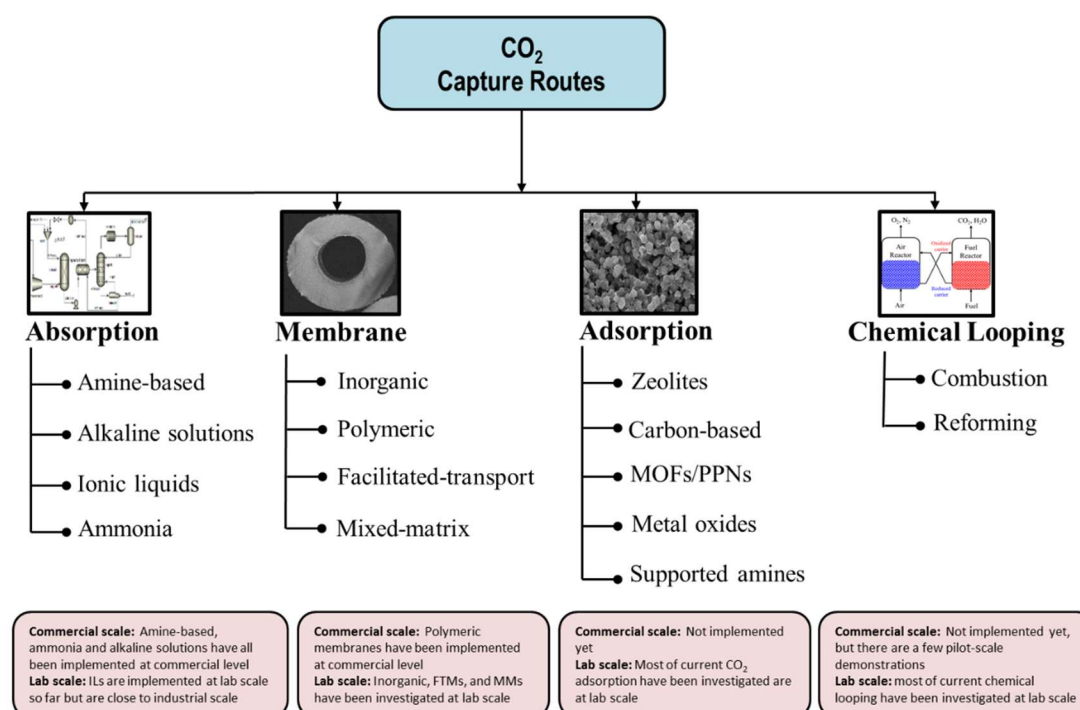 CO2
Capture Routes
O2, N2
CO2, H2O
Oxidized
carrier
Air
Reactor
Fuel
Reactor
Reduced
carrier
Air
Fuel
Absorption
Membrane
Adsorption
Chemical Looping
Amine-based
Alkaline solutions
Ionic liquids
Ammonia
Inorganic
Polymeric
Facilitated-transport
Mixed-matrix
Zeolites
Carbon-based
MOFs/PPNs
Metal oxides
Supported amines
Combustion
Reforming
Commercial scale: Amine-based,
ammonia and alkaline solutions have all
been implemented at commercial level
Lab scale: ILs are implemented at lab scale
so far but are close to industrial scale
Commercial scale: Polymeric
membranes have been implemented
at commercial level
Lab scale: Inorganic, FTMs, and MMs
have been investigated at lab scale
Commercial scale: Not implemented
yet
Lab scale: Most of current CO2
adsorption have been investigated are
at lab scale
Commercial scale: Not implemented yet,
but there are a few pilot-scale
demonstrations
Lab scale: most of current chemical
looping have been investigated at lab scale